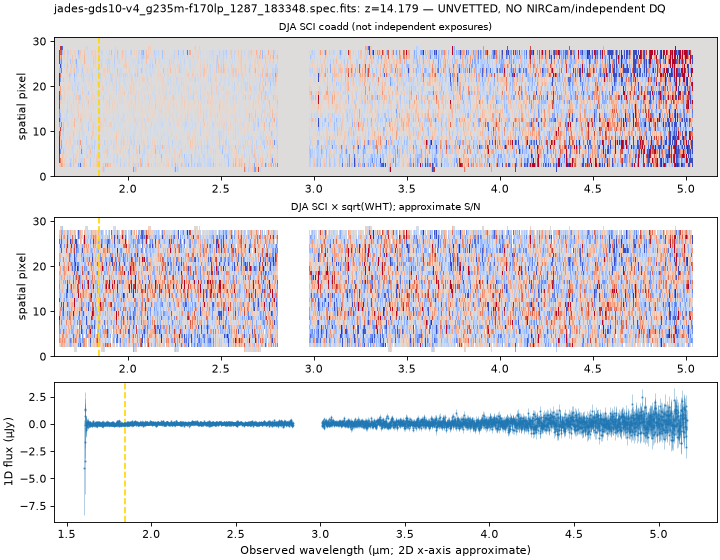 jades-gds10-v4_g235m-f170lp_1287_183348.spec.fits: z=14.179 — UNVETTED, NO NIRCam/independent DQ
DJA SCI coadd (not independent exposures)
spatial pixel
30
20
10
0
2.0 2.5 3.0 3.5 4.0 4.5 5.0
DJA SCI × sqrt(WHT); approximate S/N
spatial pixel
30
20
10
0
2.0 2.5 3.0 3.5 4.0 4.5 5.0
1D flux (μJy)
2.5
0.0
−2.5
−5.0
−7.5
1.5 2.0 2.5 3.0 3.5 4.0 4.5 5.0
Observed wavelength (μm; 2D x-axis approximate)